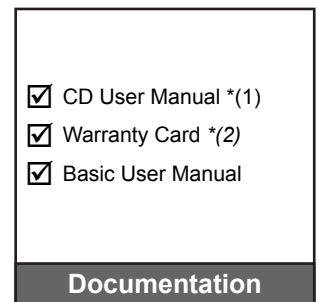 ☑ CD User Manual *(1)
☑ Warranty Card *(2)
☑ Basic User Manual
Documentation